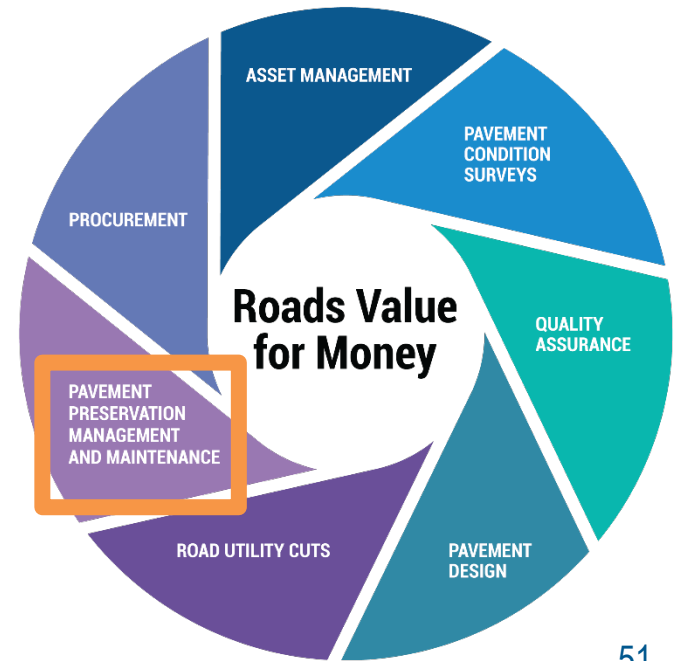 ASSET MANAGEMENT
PAVEMENT
CONDITION
SURVEYS
QUALITY
ASSURANCE
PAVEMENT
DESIGN
ROAD UTILITY CUTS
PAVEMENT
PRESERVATION
MANAGEMENT
AND MAINTENANCE
PROCUREMENT
Roads Value
for Money
51